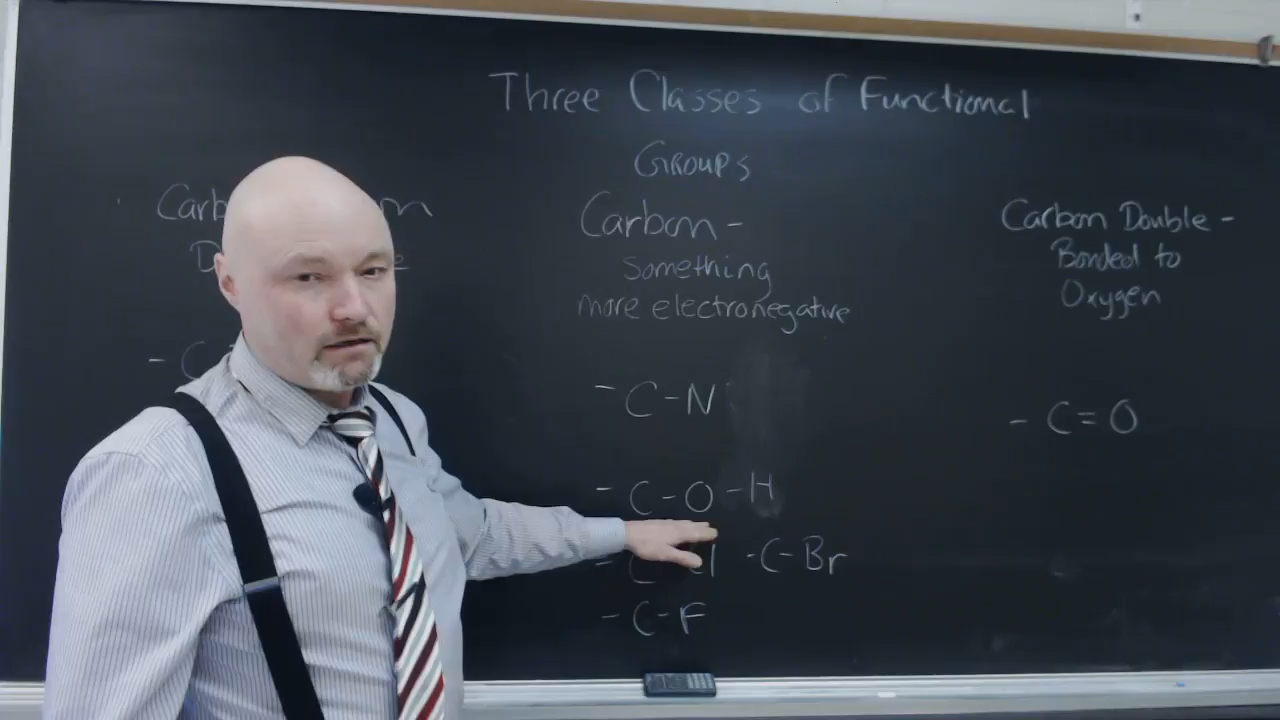 Three Classes of Functional
Groups
Carbon -
Something
more electronegative
- C-N
- C-O-H
-C-Br
- C-F
Carbon Double -
Bonded to
Oxygen
- C=O